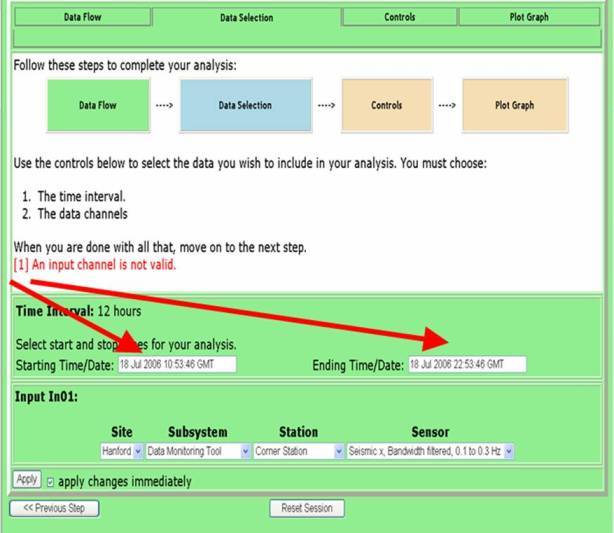 Data Flow Data Selection Controls Plot Graph
Follow these steps to complete your analysis:
Data Flow ----> Data Selection ----> Controls ----> Plot Graph
Use the controls below to select the data you wish to include in your analysis. You must choose:
1. The time interval.
2. The data channels
When you are done with all that, move on to the next step.
[1] An input channel is not valid.
Time Interval: 12 hours
Select start and stop for your analysis.
Starting Time/Date: 18 Jul 2006 10:53:46 GMT Ending Time/Date: 18 Jul 2006 22:53:46 GMT
Input In01:
Site Subsystem Station Sensor
Hanford Data Monitoring Tool Corner Station Seismic x, Bandwidth filtered, 0.1 to 0.3 Hz
Apply apply changes immediately
<< Previous Step Reset Session